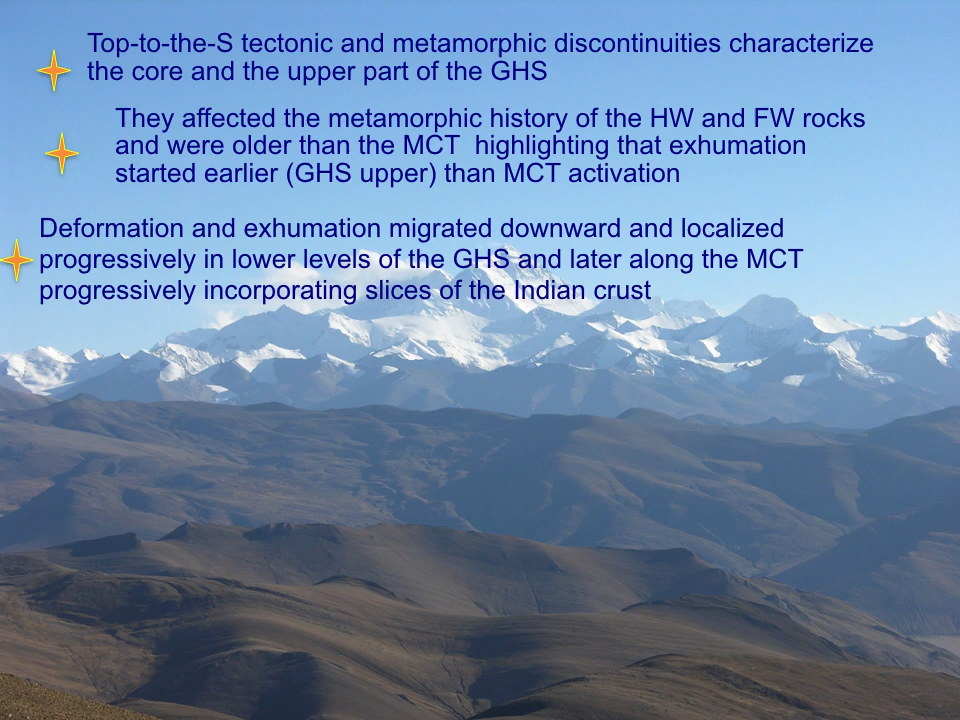 Top-to-the-S tectonic and metamorphic discontinuities characterize
the core and the upper part of the GHS
They affected the metamorphic history of the HW and FW rocks
and were older than the MCT  highlighting that exhumation
started earlier (GHS upper) than MCT activation
Deformation and exhumation migrated downward and localized
progressively in lower levels of the GHS and later along the MCT
progressively incorporating slices of the Indian crust